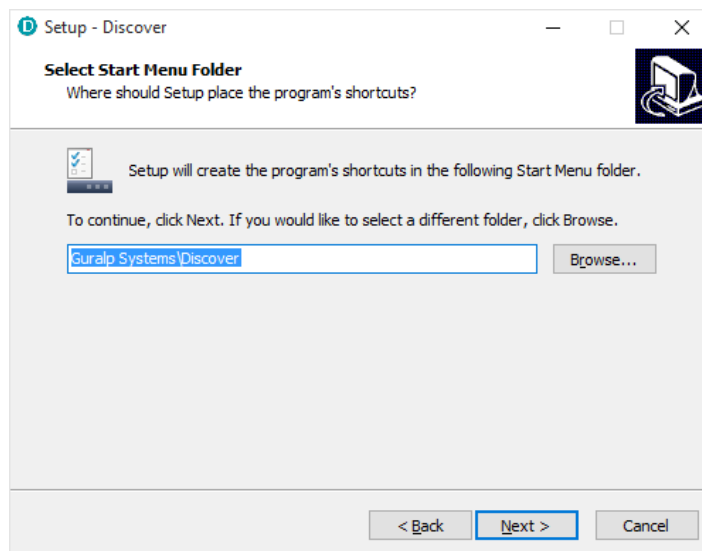 Setup - Discover
Select Start Menu Folder
Where should Setup place the program's shortcuts?
Setup will create the program's shortcuts in the following Start Menu folder.
To continue, click Next. If you would like to select a different folder, click Browse.
Guralp Systems\Discover
Browse...
< Back
Next >
Cancel